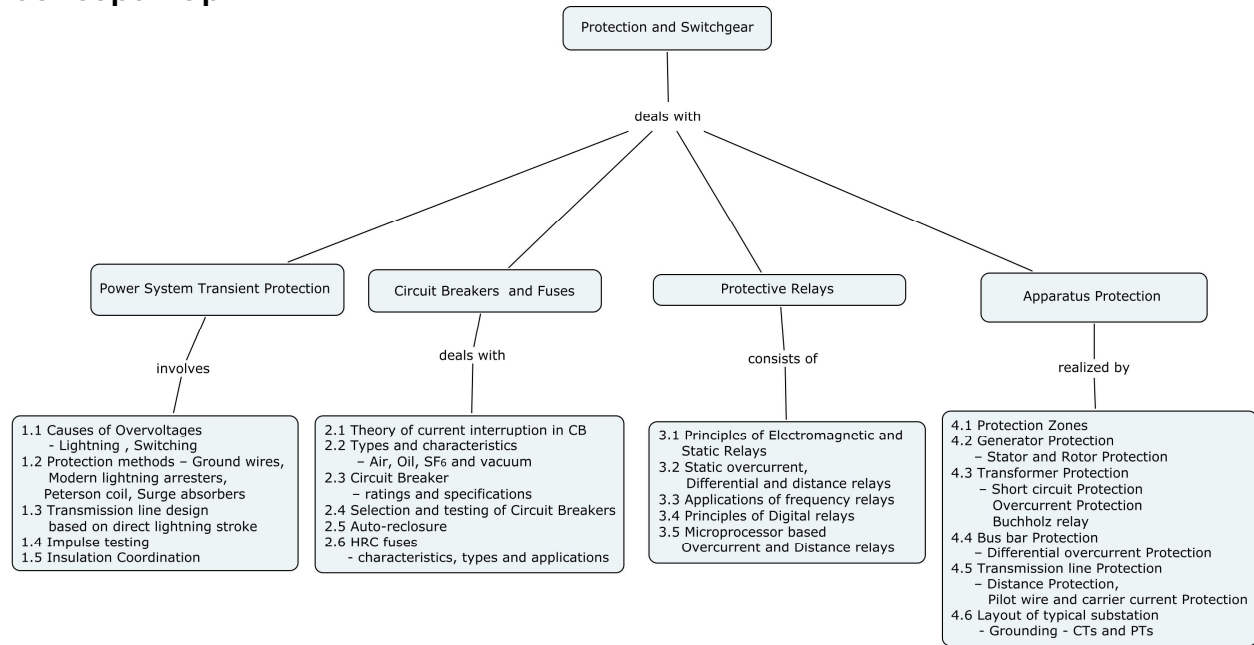 Protection and Switchgear
deals with
Power System Transient Protection
Circuit Breakers and Fuses
Protective Relays
Apparatus Protection
involves
deals with
consists of
realized by
1.1 Causes of Overvoltages
- Lightning , Switching
1.2 Protection methods – Ground wires,
Modern lightning arresters,
Peterson coil, Surge absorbers
1.3 Transmission line design
based on direct lightning stroke
1.4 Impulse testing
1.5 Insulation Coordination
2.1 Theory of current interruption in CB
2.2 Types and characteristics
– Air, Oil, SF6 and vacuum
2.3 Circuit Breaker
– ratings and specifications
2.4 Selection and testing of Circuit Breakers
2.5 Auto-reclosure
2.6 HRC fuses
- characteristics, types and applications
3.1 Principles of Electromagnetic and
Static Relays
3.2 Static overcurrent,
Differential and distance relays
3.3 Applications of frequency relays
3.4 Principles of Digital relays
3.5 Microprocessor based
Overcurrent and Distance relays
4.1 Protection Zones
4.2 Generator Protection
– Stator and Rotor Protection
4.3 Transformer Protection
– Short circuit Protection
Overcurrent Protection
Buchholz relay
4.4 Bus bar Protection
– Differential overcurrent Protection
4.5 Transmission line Protection
– Distance Protection,
Pilot wire and carrier current Protection
4.6 Layout of typical substation
- Grounding - CTs and PTs